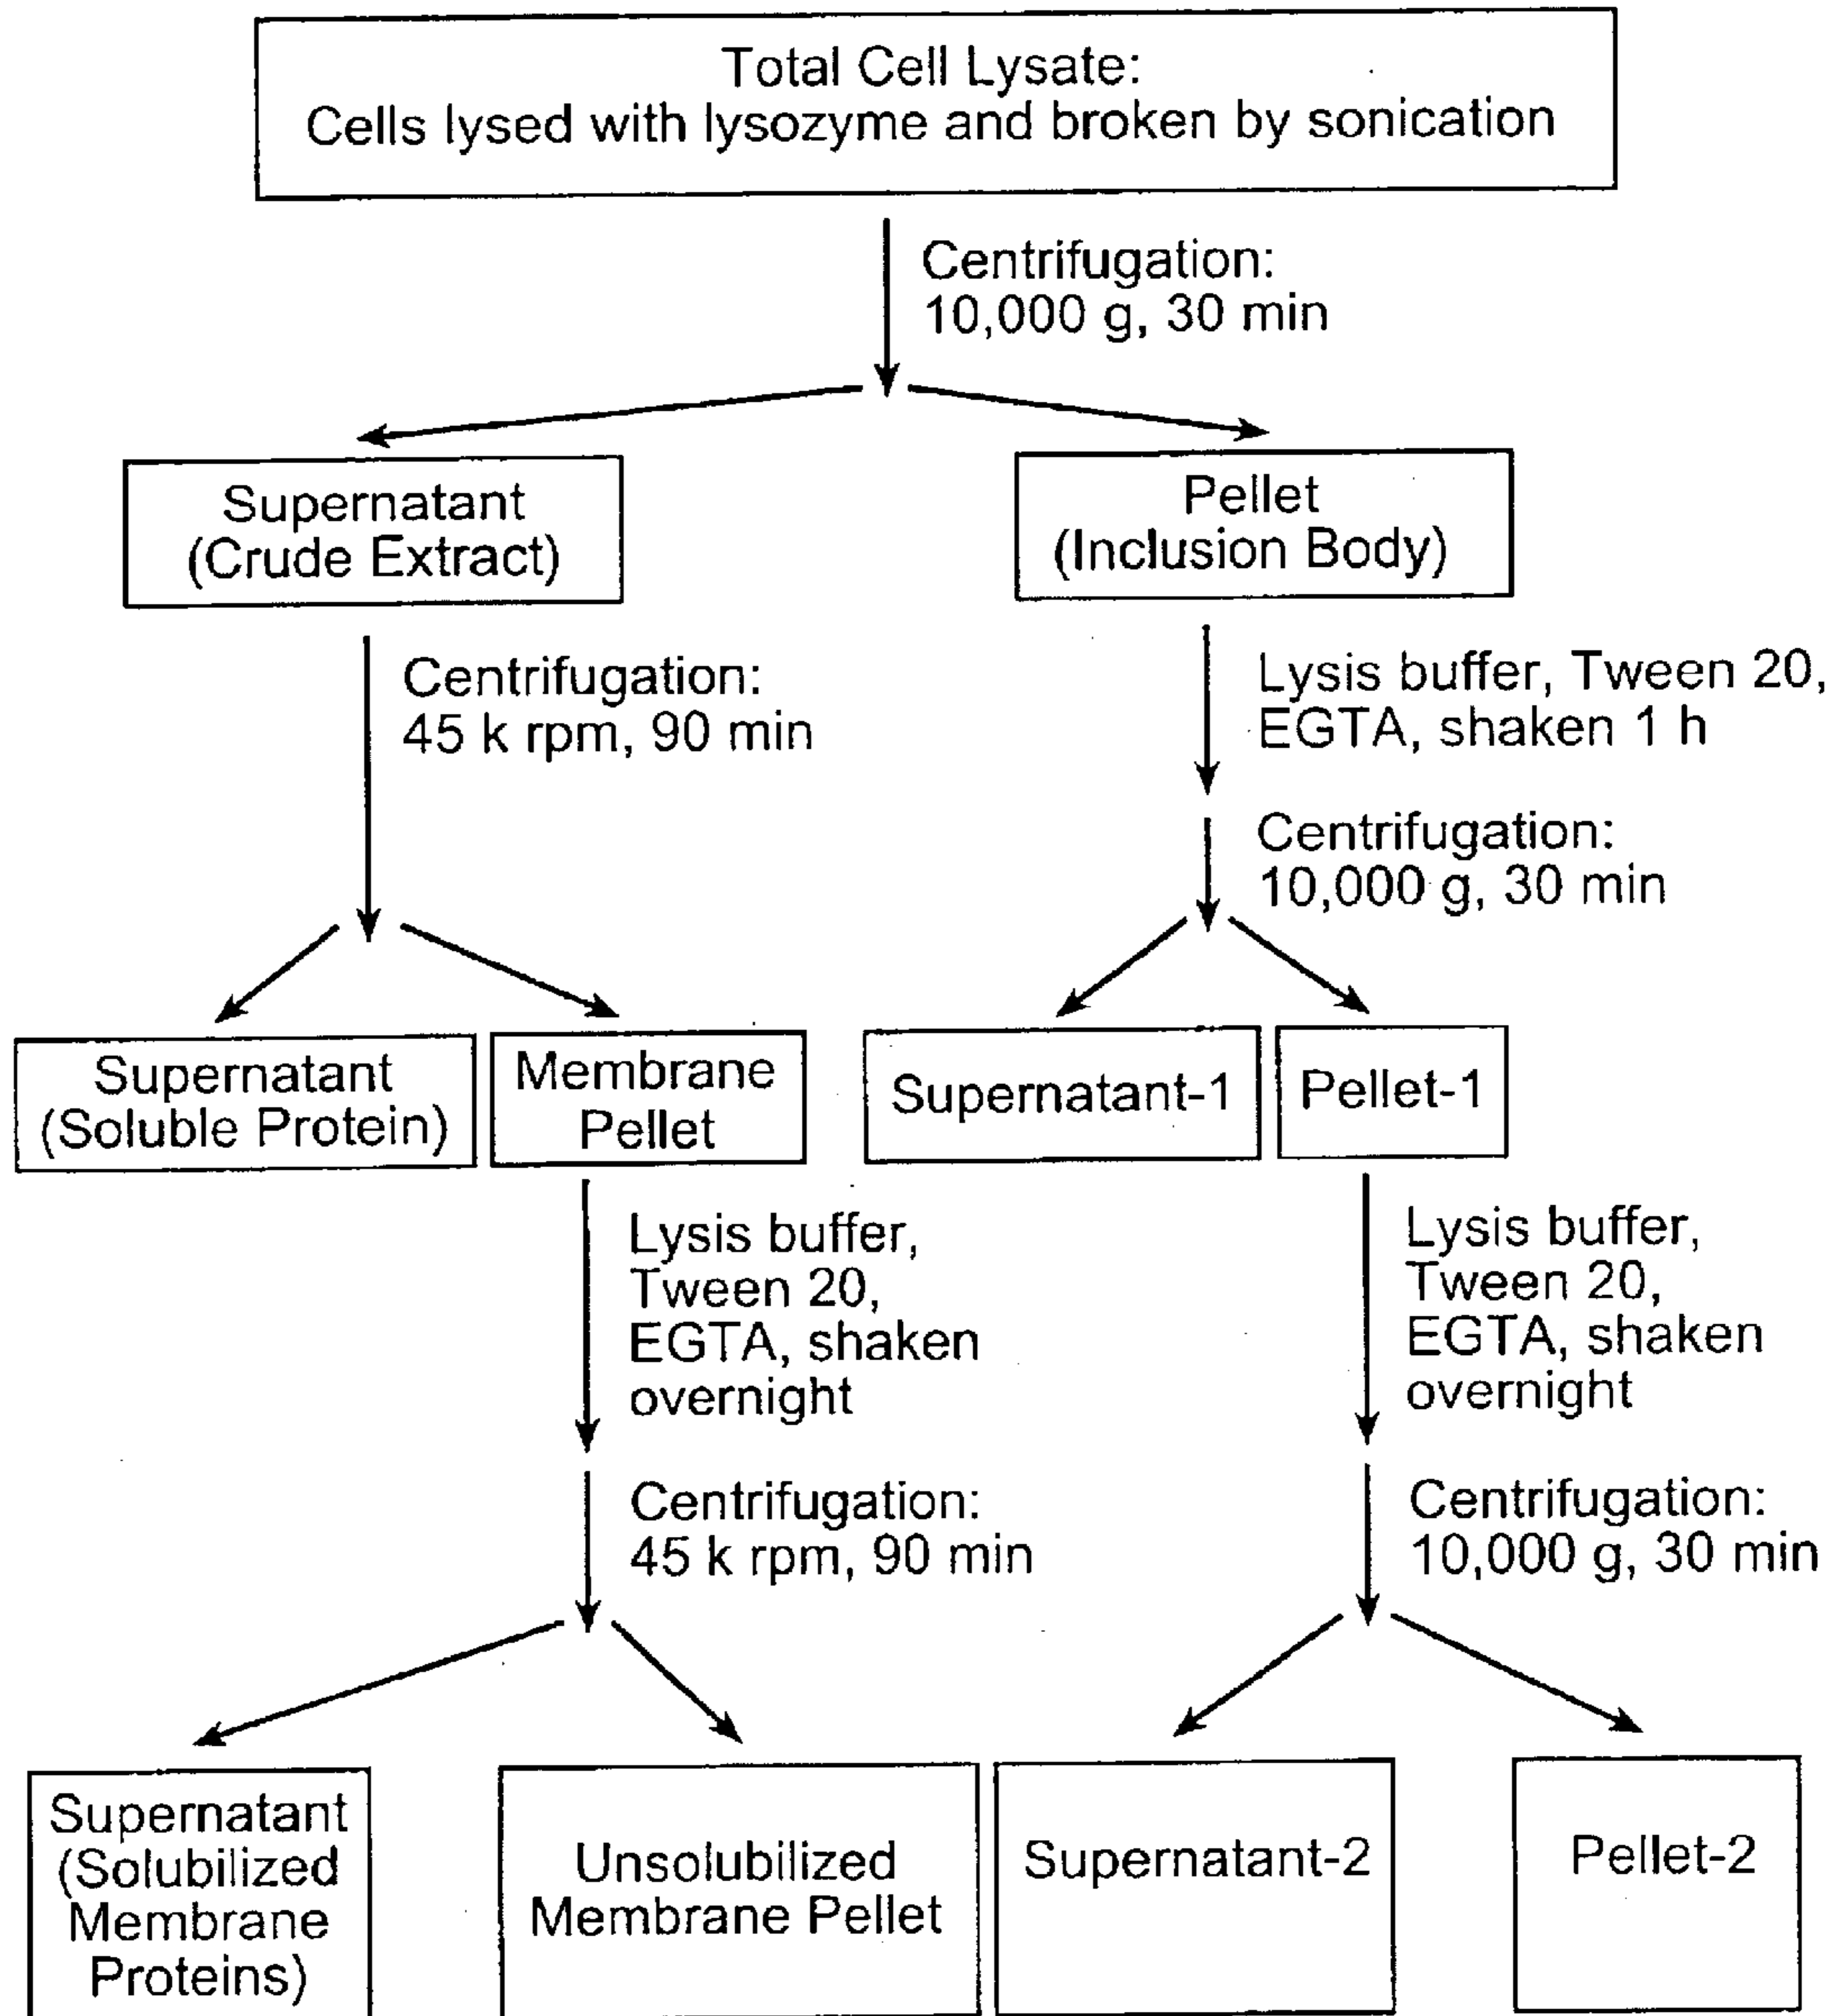 Total Cell Lysate:
Cells lysed with lysozyme and broken by sonication
Centrifugation:
10,000 g, 30 min
Supernatant
(Crude Extract)
Pellet
(Inclusion Body)
Centrifugation:
45 k rpm, 90 min
Lysis buffer, Tween 20,
EGTA, shaken 1 h
Centrifugation:
10,000 g, 30 min
Supernatant
(Soluble Protein)
Membrane
Pellet
Supernatant-1
Pellet-1
Lysis buffer,
Tween 20,
EGTA, shaken
overnight
Lysis buffer,
Tween 20,
EGTA, shaken
overnight
Centrifugation:
45 k rpm, 90 min
Centrifugation:
10,000 g, 30 min
Supernatant
(Solubilized
Membrane
Proteins)
Unsolubilized
Membrane Pellet
Supernatant-2
Pellet-2